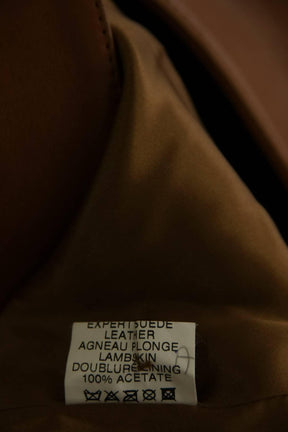 EXPERT SUEDE
LEATHER
AGNEAU PLONGE
LAMBSKIN
DOUBLURE LINING
100% ACETATE